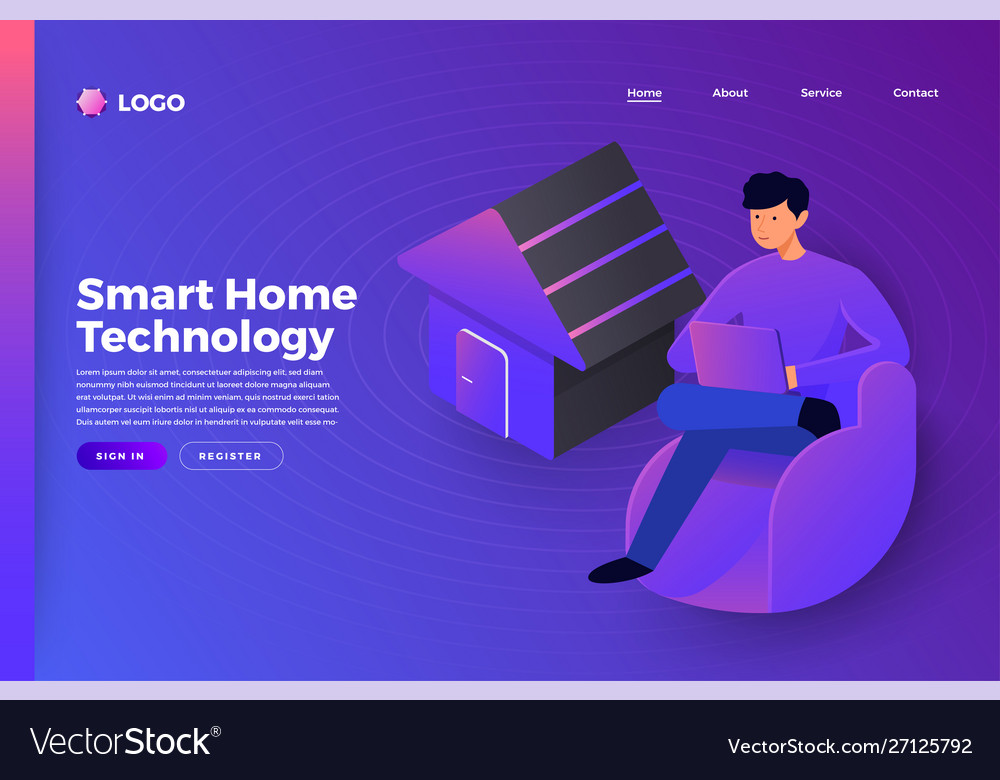 LOGO
Home About Service Contact
Smart Home
Technology
Lorem ipsum dolor sit amet, consectetuer adipiscing elit, sed diam
nonummy nibh euismod tincidunt ut laoreet dolore magna aliquam
erat volutpat. Ut wisi enim ad minim veniam, quis nostrud exerci tation
ullamcorper suscipit lobortis nisl ut aliquip ex ea commodo consequat.
Duis autem vel eum iriure dolor in hendrerit in vulputate velit esse mo-
SIGN IN REGISTER
VectorStock®
VectorStock.com/27125792